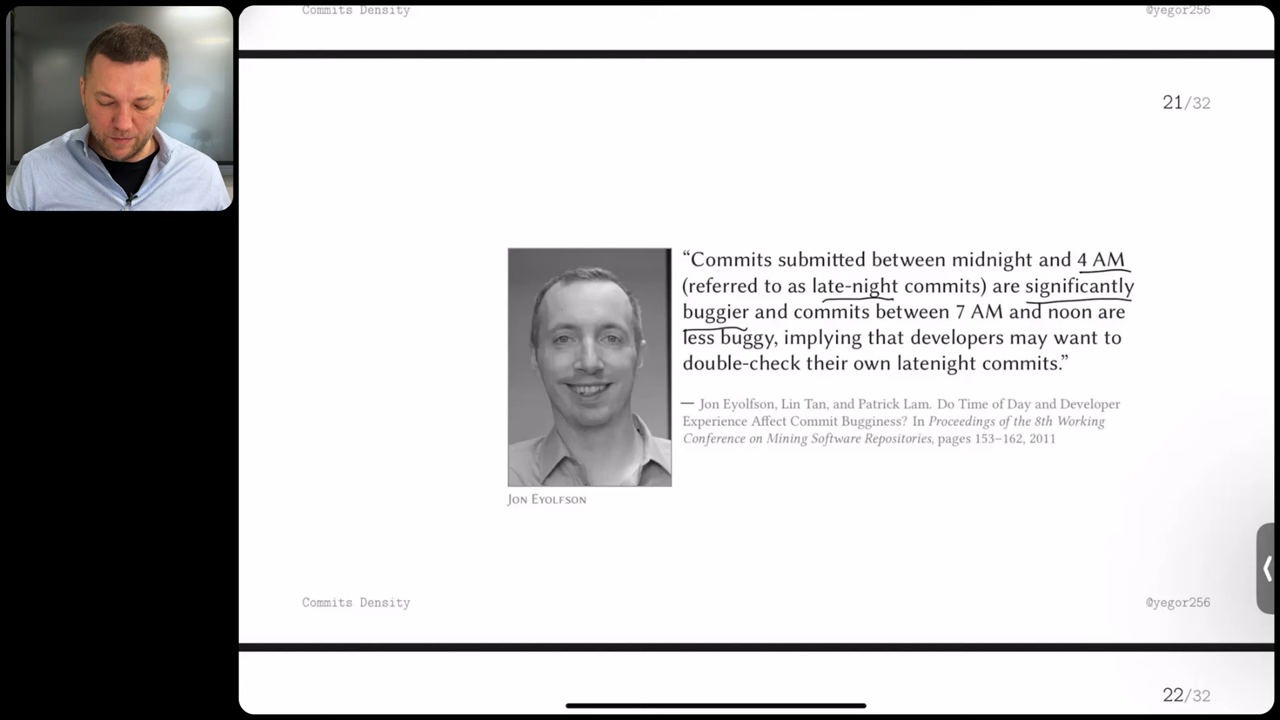 Commits Density
@yegor256
21/32
“Commits submitted between midnight and 4 AM
(referred to as late-night commits) are significantly
buggier and commits between 7 AM and noon are
less buggy, implying that developers may want to
double-check their own latenight commits.”
— Jon Eyolfson, Lin Tan, and Patrick Lam. Do Time of Day and Developer
Experience Affect Commit Bugginess? In Proceedings of the 8th Working
Conference on Mining Software Repositories, pages 153–162, 2011
Jon Eyolfson
Commits Density
@yegor256
22/32